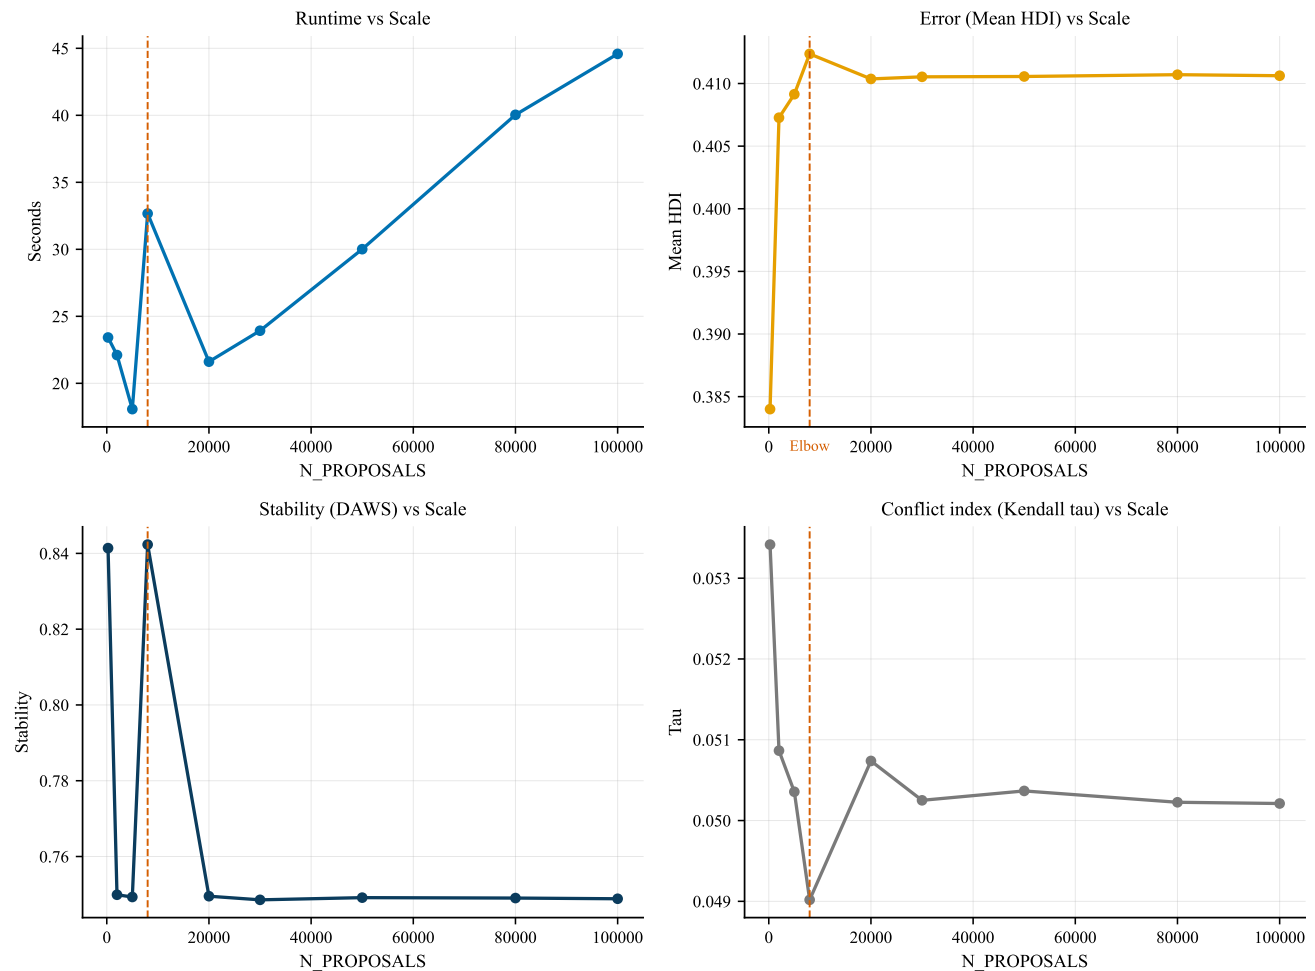 Runtime vs Scale
45
40
35
30
25
20
Seconds
0 20000 40000 60000 80000 100000
N_PROPOSALS
Error (Mean HDI) vs Scale
0.410
0.405
0.400
0.395
0.390
0.385
Mean HDI
0 20000 40000 60000 80000 100000
Elbow
N_PROPOSALS
Stability (DAWS) vs Scale
0.84
0.82
0.80
0.78
0.76
Stability
0 20000 40000 60000 80000 100000
N_PROPOSALS
Conflict index (Kendall tau) vs Scale
0.053
0.052
0.051
0.050
0.049
Tau
0 20000 40000 60000 80000 100000
N_PROPOSALS